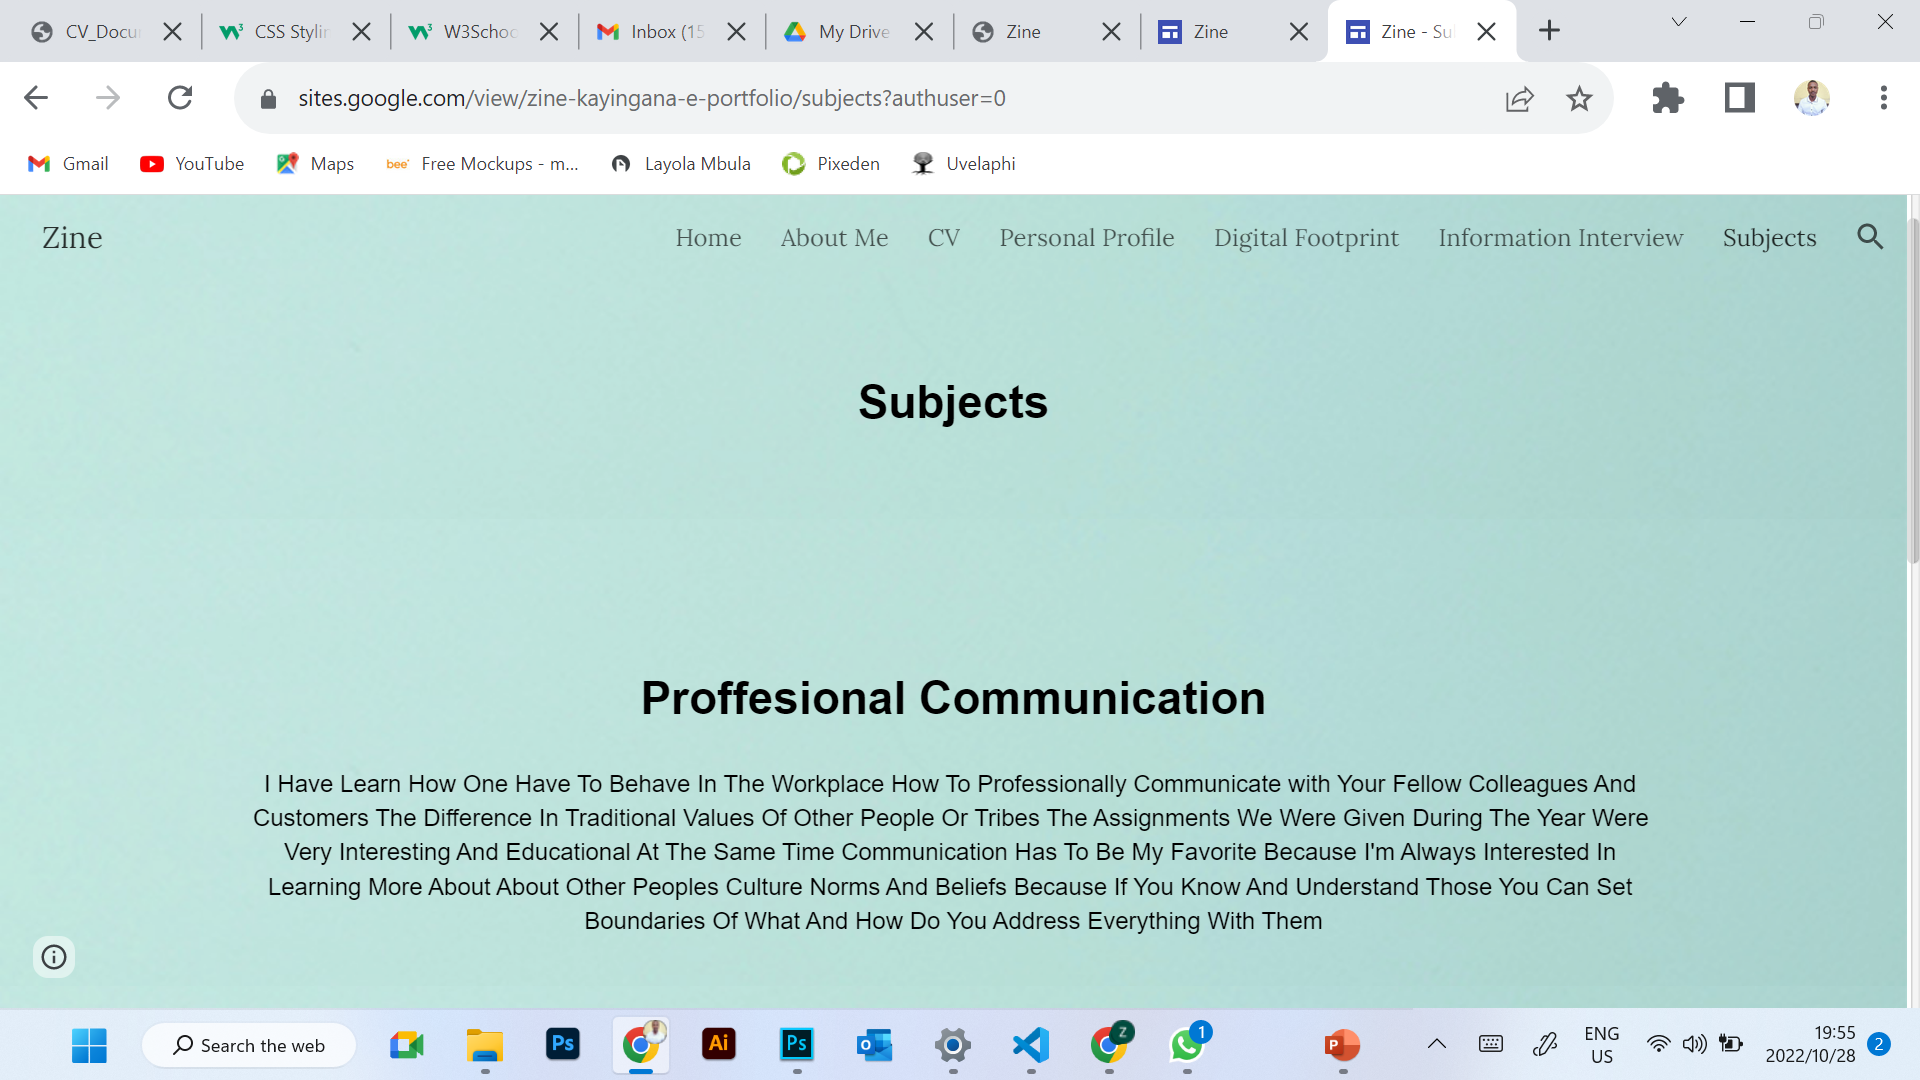 CV_Docu
CSS Stylin
W3Schoo
Inbox (15
My Drive
Zine
Zine
Zine - Su
sites.google.com/view/zine-kayingana-e-portfolio/subjects?authuser=0
Gmail
YouTube
Maps
bee Free Mockups - m...
Layola Mbula
Pixeden
Uvelaphi
Zine
Home
About Me
CV
Personal Profile
Digital Footprint
Information Interview
Subjects
Subjects
Proffesional Communication
I Have Learn How One Have To Behave In The Workplace How To Professionally Communicate with Your Fellow Colleagues And
Customers The Difference In Traditional Values Of Other People Or Tribes The Assignments We Were Given During The Year Were
Very Interesting And Educational At The Same Time Communication Has To Be My Favorite Because I'm Always Interested In
Learning More About About Other Peoples Culture Norms And Beliefs Because If You Know And Understand Those You Can Set
Boundaries Of What And How Do You Address Everything With Them
Search the web
Ps
Ai
Ps
Z
1
P
ENG
US
19:55
2022/10/28
2